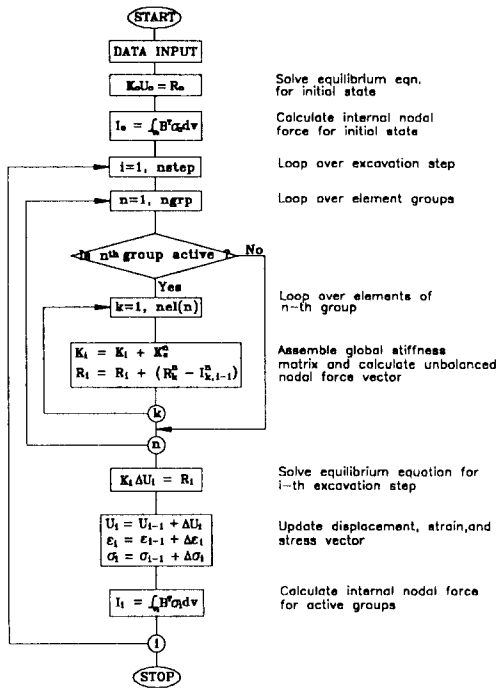 START
DATA INPUT
K₀U₀ = R₀
Solve equilibrium eqn.
for initial state
I₀ = ∫ᵥₒBᵀσ₀dv
Calculate internal nodal
force for initial state
i=1, nstep
Loop over excavation step
n=1, ngrp
Loop over element groups
Is nᵗʰ group active ?
No
Yes
k=1, nel(n)
Loop over elements of
n-th group
Kᵢ = Kᵢ + Kₑⁿ
Rᵢ = Rᵢ + (Rₖⁿ − Iⁿₖ,ᵢ₋₁)
Assemble global stiffness
matrix and calculate unbalanced
nodal force vector
k
n
KᵢΔUᵢ = Rᵢ
Solve equilibrium equation for
i-th excavation step
Uᵢ = Uᵢ₋₁ + ΔUᵢ
εᵢ = εᵢ₋₁ + Δεᵢ
σᵢ = σᵢ₋₁ + Δσᵢ
Update displacement, strain,and
stress vector
Iᵢ = ∫ᵥᵢBᵀσᵢdv
Calculate internal nodal force
for active groups
i
STOP